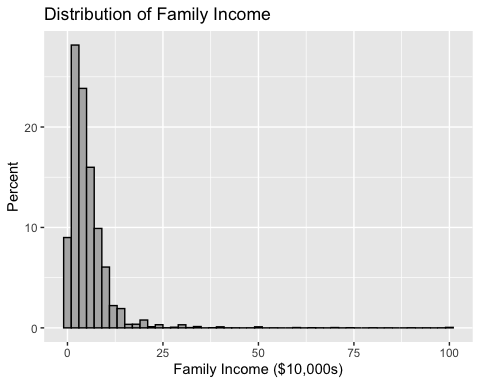 Distribution of Family Income
Percent
20
10
0
0 25 50 75 100
Family Income ($10,000s)